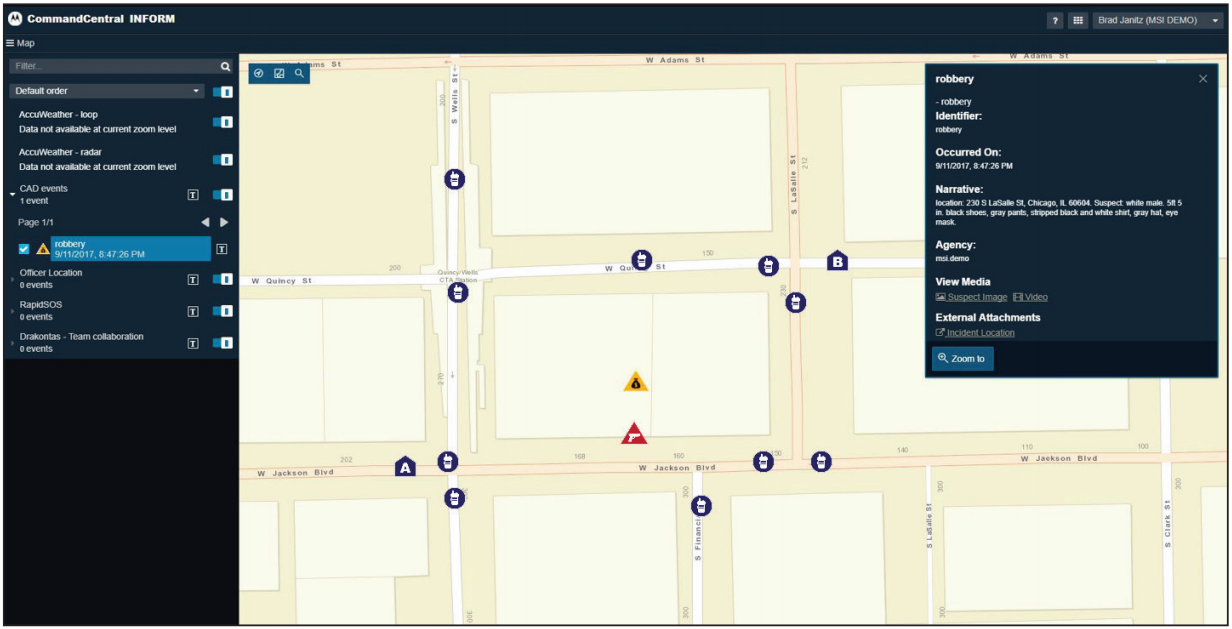 CommandCentral INFORM
? Brad Janitz (MSI DEMO)
Map
Filter...
Default order
AccuWeather - loop
Data not available at current zoom level
AccuWeather - radar
Data not available at current zoom level
CAD events
1 event
T
Page 1/1
robbery
9/11/2017, 8:47:26 PM
T
Officer Location
0 events
T
RapidSOS
0 events
T
Drakontas - Team collaboration
0 events
T
W Adams St
W Adams St
ams St
S Wells St
200
S LaSalle St
212
W Quincy St
200
Quincy/Wells
CTA Station
W Quincy St
150
B
230
270
W Jackson Blvd
202
A
169
160
150
W Jackson Blvd
140
110
100
W Jackson Blvd
300
300
S Financi
300
300
S LaSalle St
300
300
S Clark St
robbery
- robbery
Identifier:
robbery
Occurred On:
9/11/2017, 8:47:26 PM
Narrative:
location: 230 S LaSalle St, Chicago, IL 60604. Suspect: white male. 5ft 5
in. black shoes, gray pants, stripped black and white shirt, gray hat, eye
mask.
Agency:
msi.demo
View Media
Suspect Image Video
External Attachments
Incident Location
Zoom to